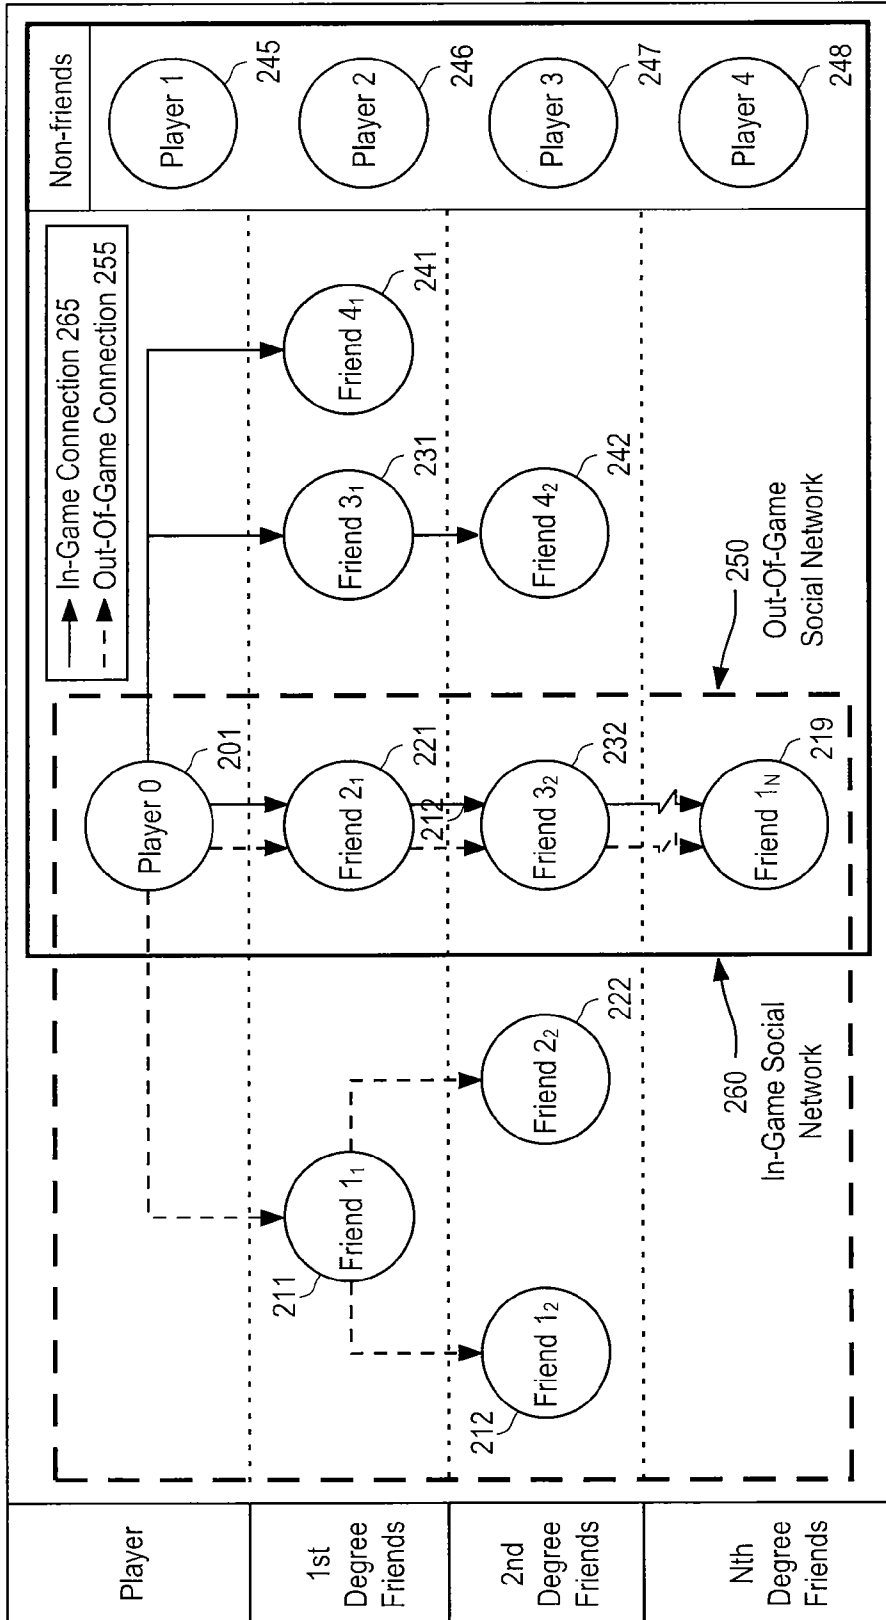 Player
1st
Degree
Friends
2nd
Degree
Friends
Nth
Degree
Friends
In-Game Connection 265
Out-Of-Game Connection 255
Non-friends
Player 0
201
Player 1
245
211
Friend 1₁
Friend 2₁
221
212
Friend 3₁
231
Friend 4₁
241
Player 2
246
212
Friend 1₂
Friend 2₂
222
Friend 3₂
232
Friend 4₂
242
Player 3
247
260
In-Game Social
Network
Friend 1N
219
250
Out-Of-Game
Social Network
Player 4
248